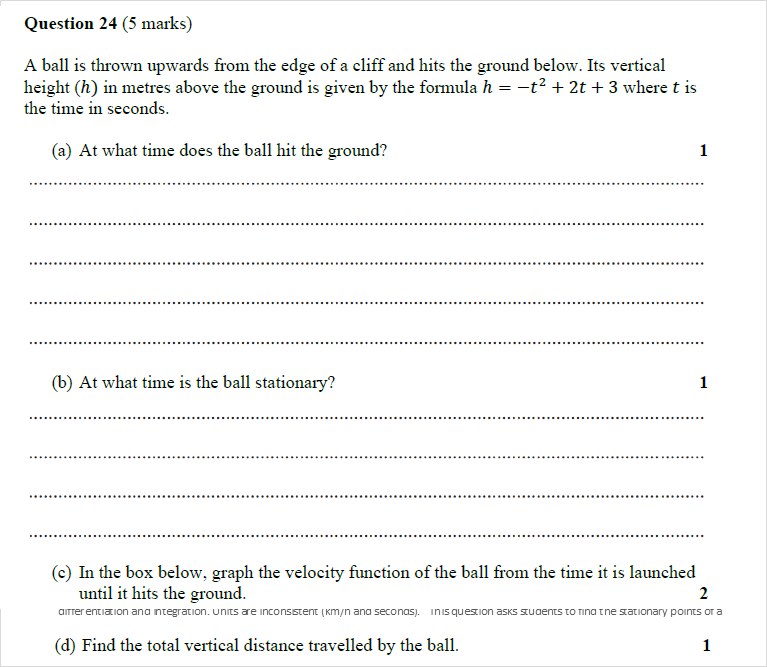 Question 24 (5 marks)
A ball is thrown upwards from the edge of a cliff and hits the ground below. Its vertical
height (h) in metres above the ground is given by the formula h = −t² + 2t + 3 where t is
the time in seconds.
(a) At what time does the ball hit the ground? 1
(b) At what time is the ball stationary? 1
(c) In the box below, graph the velocity function of the ball from the time it is launched
until it hits the ground. 2
differentiation and integration. Units are inconsistent (km/h and seconds). This question asks students to find the stationary points of a
(d) Find the total vertical distance travelled by the ball. 1